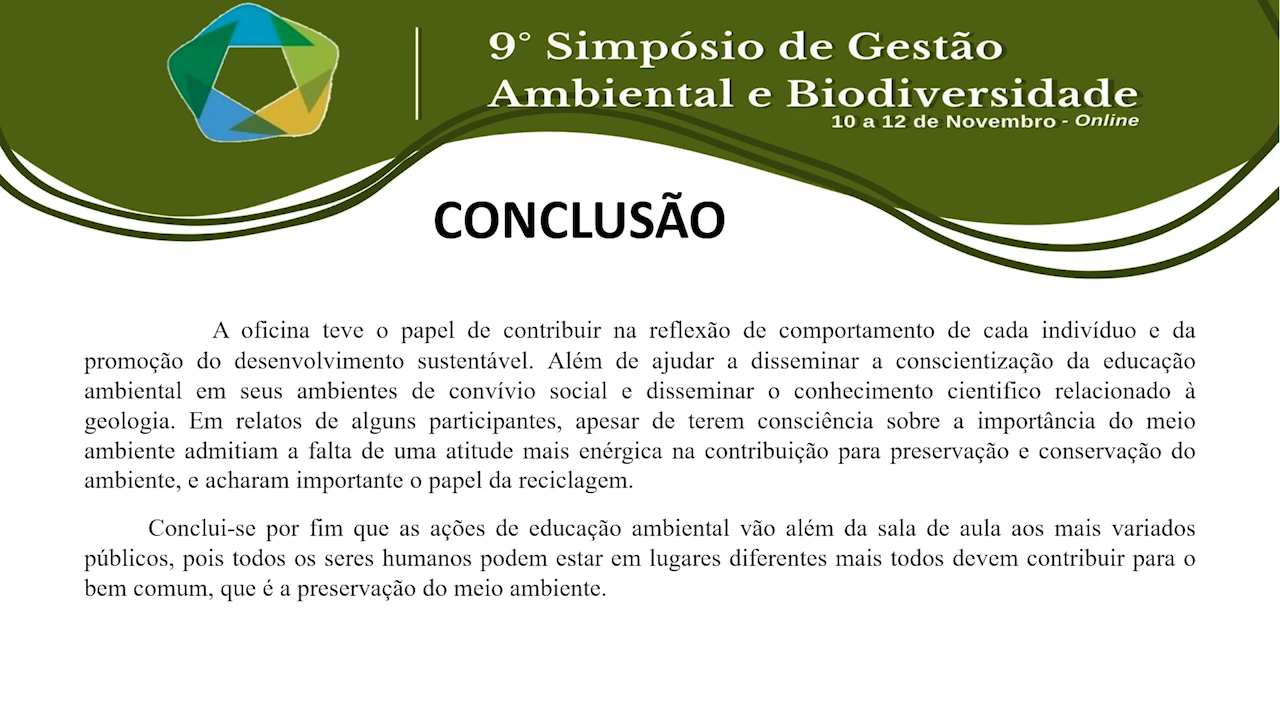 9° Simpósio de Gestão
Ambiental e Biodiversidade
10 a 12 de Novembro - Online
CONCLUSÃO
A oficina teve o papel de contribuir na reflexão de comportamento de cada indivíduo e da
promoção do desenvolvimento sustentável. Além de ajudar a disseminar a conscientização da educação
ambiental em seus ambientes de convívio social e disseminar o conhecimento cientifico relacionado à
geologia. Em relatos de alguns participantes, apesar de terem consciência sobre a importância do meio
ambiente admitiam a falta de uma atitude mais enérgica na contribuição para preservação e conservação do
ambiente, e acharam importante o papel da reciclagem.
Conclui-se por fim que as ações de educação ambiental vão além da sala de aula aos mais variados
públicos, pois todos os seres humanos podem estar em lugares diferentes mais todos devem contribuir para o
bem comum, que é a preservação do meio ambiente.